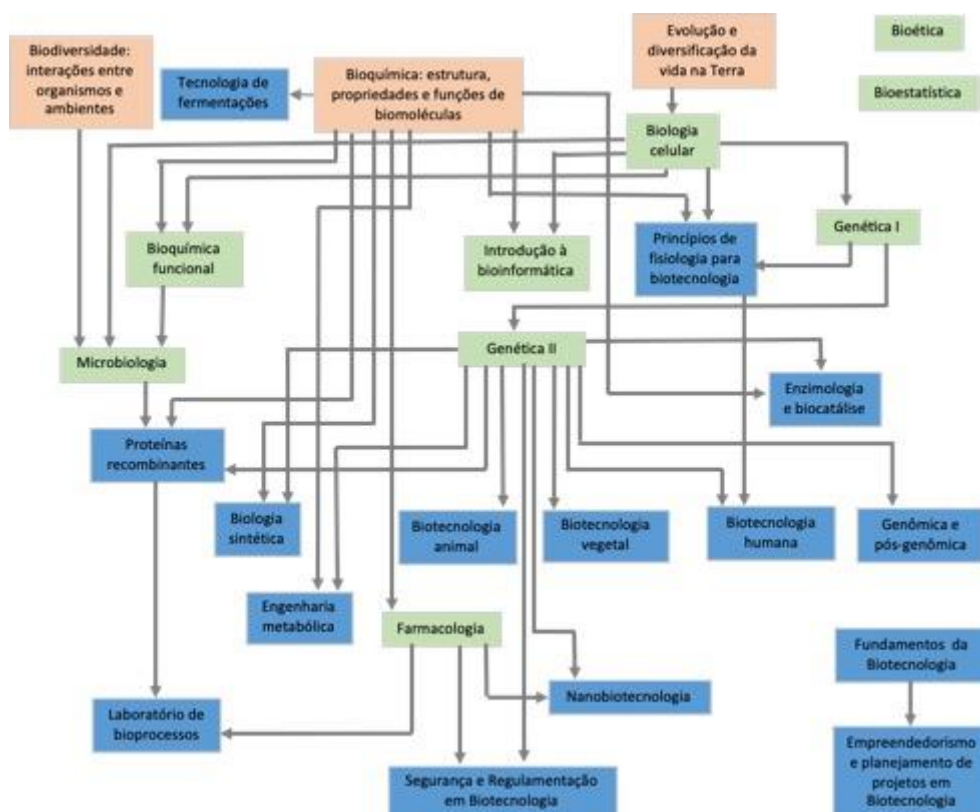 Biodiversidade:
interações entre
organismos e
ambientes
Tecnologia de
fermentações
Bioquímica: estrutura,
propriedades e funções de
biomoléculas
Evolução e
diversificação da
vida na Terra
Bioética
Bioestatística
Biologia
celular
Bioquímica
funcional
Introdução à
bioinformática
Princípios de
fisiologia para
biotecnologia
Genética I
Microbiologia
Genética II
Enzimologia
e biocatálise
Proteínas
recombinantes
Biologia
sintética
Biotecnologia
animal
Biotecnologia
vegetal
Biotecnologia
humana
Genômica e
pós-genômica
Engenharia
metabólica
Farmacologia
Fundamentos da
Biotecnologia
Laboratório de
bioprocessos
Nanobiotecnologia
Segurança e Regulamentação
em Biotecnologia
Empreendedorismo
e planejamento de
projetos em
Biotecnologia